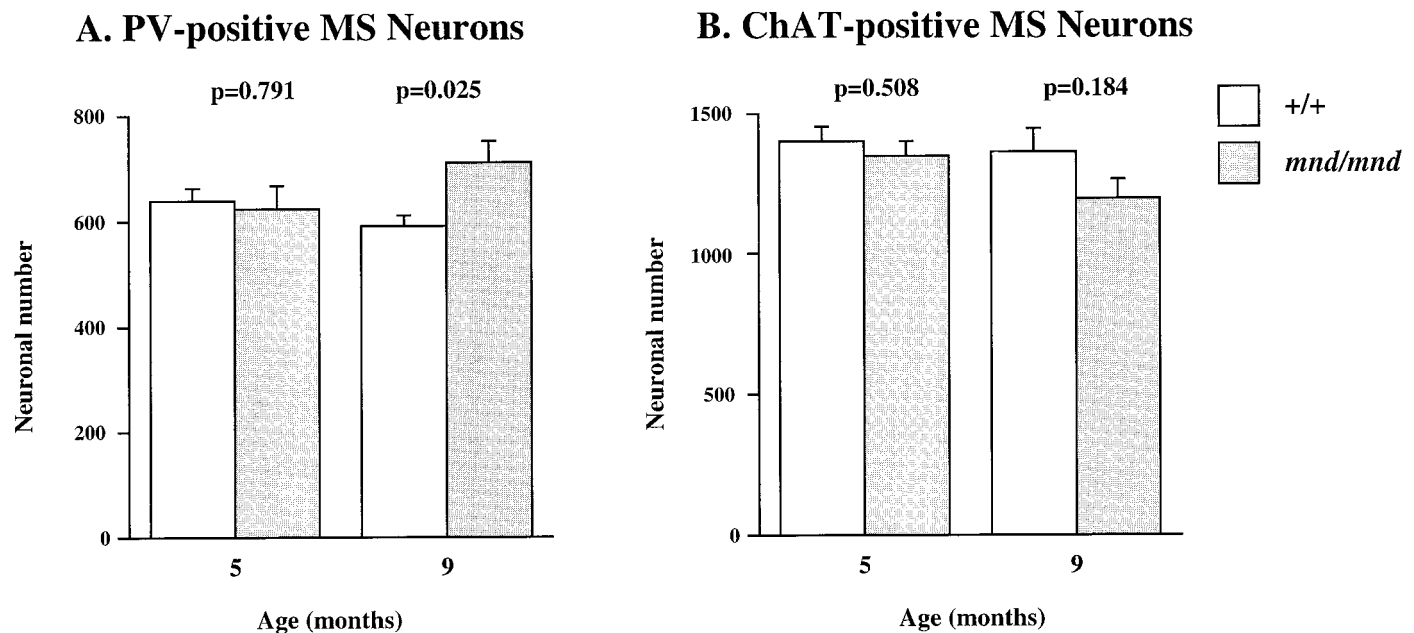 A. PV-positive MS Neurons
p=0.791 p=0.025
800
600
400
200
0
Neuronal number
5 9
Age (months)
B. ChAT-positive MS Neurons
p=0.508 p=0.184
1500
1000
500
0
Neuronal number
5 9
Age (months)
+/+
mnd/mnd